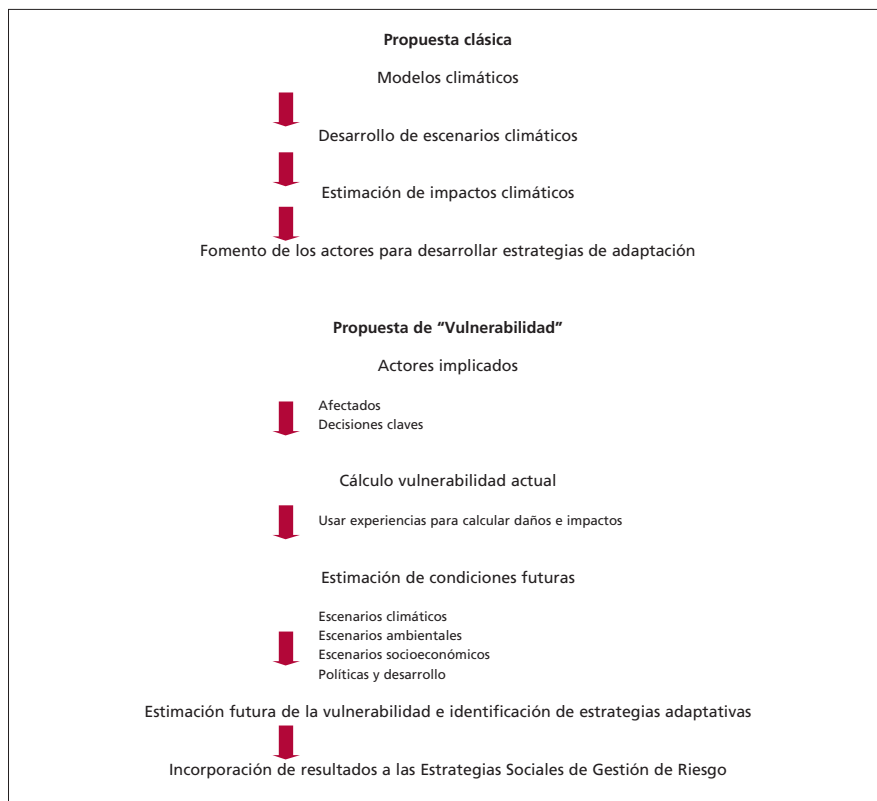 Propuesta clásica
Modelos climáticos
Desarrollo de escenarios climáticos
Estimación de impactos climáticos
Fomento de los actores para desarrollar estrategias de adaptación
Propuesta de “Vulnerabilidad”
Actores implicados
Afectados
Decisiones claves
Cálculo vulnerabilidad actual
Usar experiencias para calcular daños e impactos
Estimación de condiciones futuras
Escenarios climáticos
Escenarios ambientales
Escenarios socioeconómicos
Políticas y desarrollo
Estimación futura de la vulnerabilidad e identificación de estrategias adaptativas
Incorporación de resultados a las Estrategias Sociales de Gestión de Riesgo